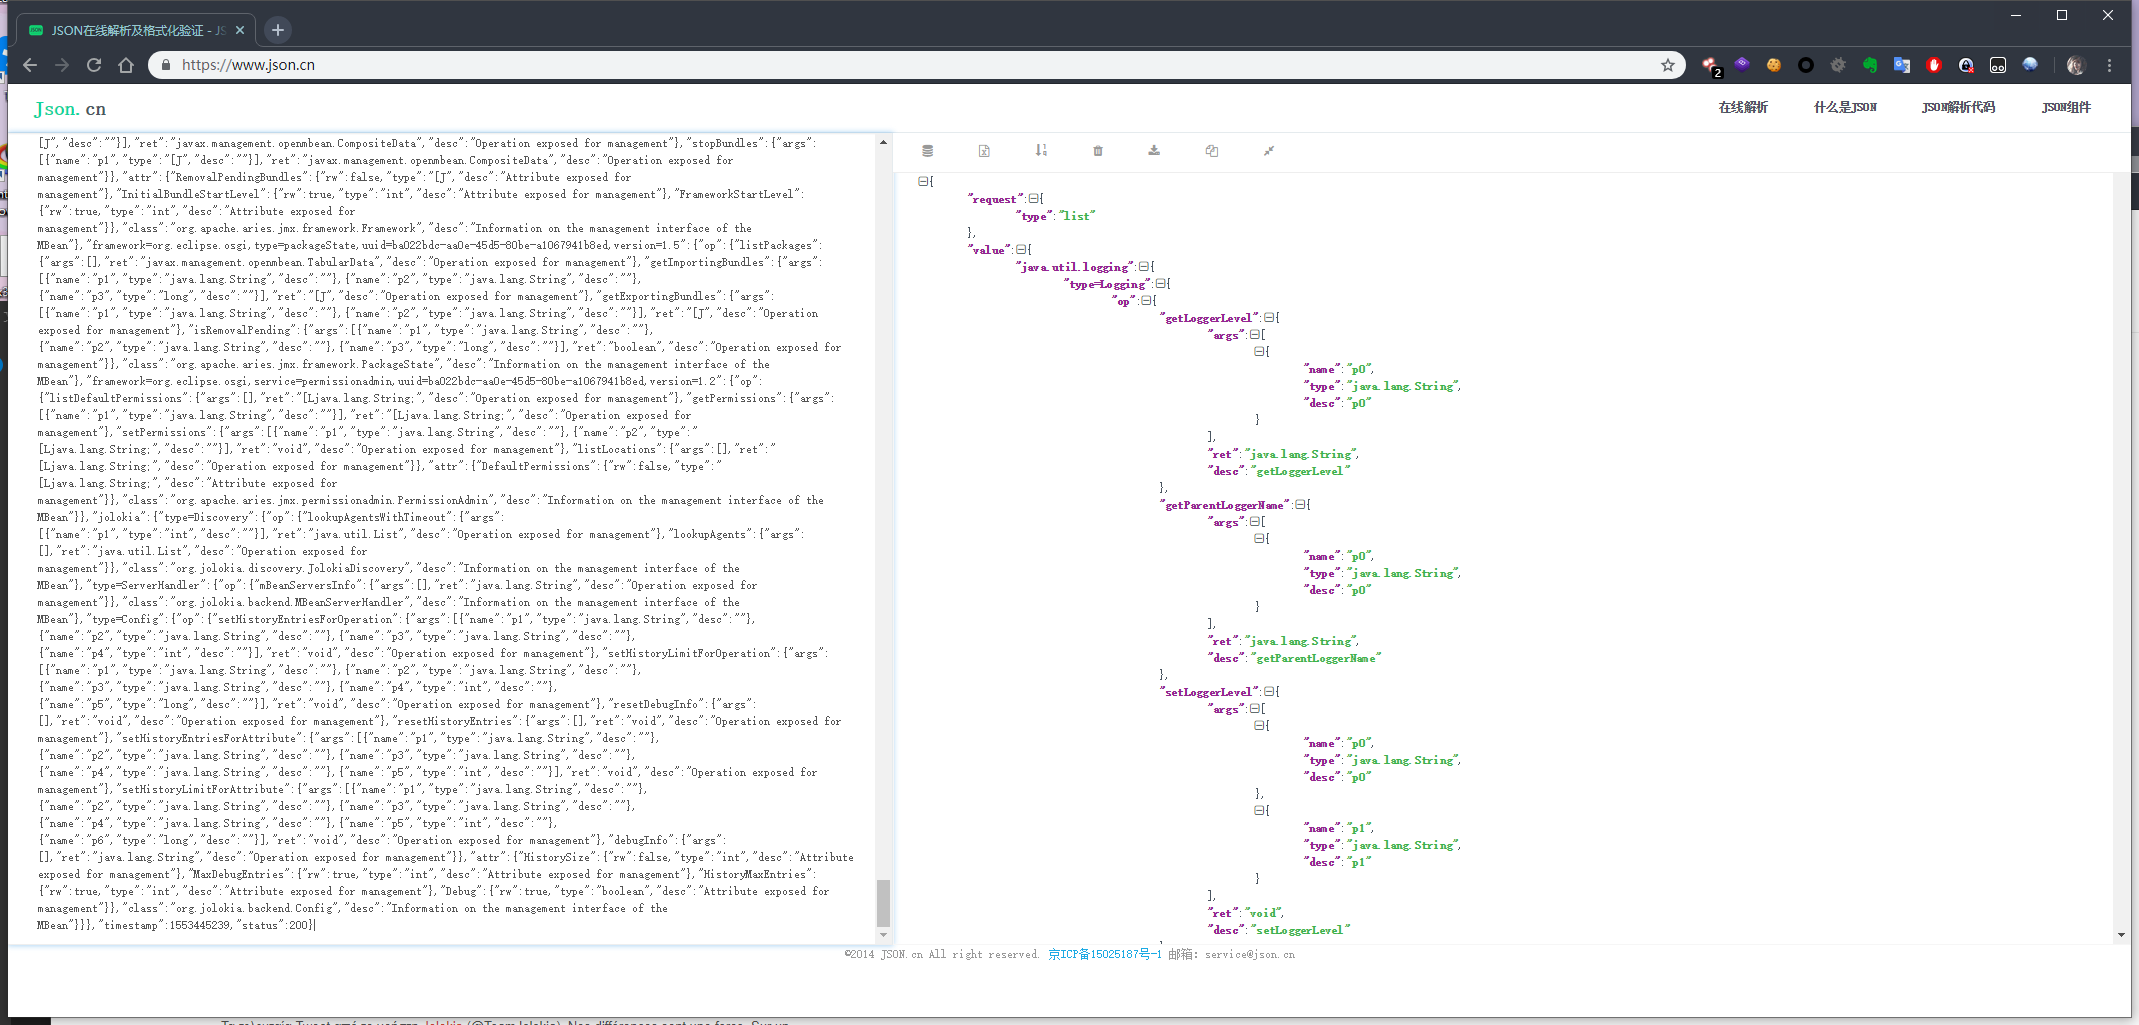 JSON在线解析及格式化验证 - JS
https://www.json.cn
2
Json. cn
在线解析
什么是JSON
JSON解析代码
JSON组件
[J","desc":""}],"ret":"javax.management.openmbean.CompositeData","desc":"Operation exposed for management"},"stopBundles":{"args":
[{"name":"p1","type":"[J","desc":""}],"ret":"javax.management.openmbean.CompositeData","desc":"Operation exposed for
management"}},"attr":{"RemovalPendingBundles":{"rw":false,"type":"[J","desc":"Attribute exposed for
management"},"InitialBundleStartLevel":{"rw":true,"type":"int","desc":"Attribute exposed for management"},"FrameworkStartLevel":
{"rw":true,"type":"int","desc":"Attribute exposed for
management"}},"class":"org.apache.aries.jmx.framework.Framework","desc":"Information on the management interface of the
MBean"},"framework=org.eclipse.osgi,type=packageState,uuid=ba022bdc-aa0e-45d5-80be-a1067941b8ed,version=1.5":{"op":{"listPackages":
{"args":[],"ret":"javax.management.openmbean.TabularData","desc":"Operation exposed for management"},"getImportingBundles":{"args":
[{"name":"p1","type":"java.lang.String","desc":""},{"name":"p2","type":"java.lang.String","desc":""},
{"name":"p3","type":"long","desc":""}],"ret":"[J","desc":"Operation exposed for management"},"getExportingBundles":{"args":
[{"name":"p1","type":"java.lang.String","desc":""},{"name":"p2","type":"java.lang.String","desc":""}],"ret":"[J","desc":"Operation
exposed for management"},"isRemovalPending":{"args":[{"name":"p1","type":"java.lang.String","desc":""},
{"name":"p2","type":"java.lang.String","desc":""},{"name":"p3","type":"long","desc":""}],"ret":"boolean","desc":"Operation exposed for
management"}},"class":"org.apache.aries.jmx.framework.PackageState","desc":"Information on the management interface of the
MBean"},"framework=org.eclipse.osgi,service=permissionadmin,uuid=ba022bdc-aa0e-45d5-80be-a1067941b8ed,version=1.2":{"op":
{"listDefaultPermissions":{"args":[],"ret":"[Ljava.lang.String;","desc":"Operation exposed for management"},"getPermissions":{"args":
[{"name":"p1","type":"java.lang.String","desc":""}],"ret":"[Ljava.lang.String;","desc":"Operation exposed for
management"},"setPermissions":{"args":[{"name":"p1","type":"java.lang.String","desc":""},{"name":"p2","type":"
[Ljava.lang.String;","desc":""}],"ret":"void","desc":"Operation exposed for management"},"listLocations":{"args":[],"ret":"
[Ljava.lang.String;","desc":"Operation exposed for management"}},"attr":{"DefaultPermissions":{"rw":false,"type":"
[Ljava.lang.String;","desc":"Attribute exposed for
management"}},"class":"org.apache.aries.jmx.permissionadmin.PermissionAdmin","desc":"Information on the management interface of the
MBean"}},"jolokia":{"type=Discovery":{"op":{"lookupAgentsWithTimeout":{"args":
[{"name":"p1","type":"int","desc":""}],"ret":"java.util.List","desc":"Operation exposed for management"},"lookupAgents":{"args":
[],"ret":"java.util.List","desc":"Operation exposed for
management"}},"class":"org.jolokia.discovery.JolokiaDiscovery","desc":"Information on the management interface of the
MBean"},"type=ServerHandler":{"op":{"mBeanServersInfo":{"args":[],"ret":"java.lang.String","desc":"Operation exposed for
management"}},"class":"org.jolokia.backend.MBeanServerHandler","desc":"Information on the management interface of the
MBean"},"type=Config":{"op":{"setHistoryEntriesForOperation":{"args":[{"name":"p1","type":"java.lang.String","desc":""},
{"name":"p2","type":"java.lang.String","desc":""},{"name":"p3","type":"java.lang.String","desc":""},
{"name":"p4","type":"int","desc":""}],"ret":"void","desc":"Operation exposed for management"},"setHistoryLimitForOperation":{"args":
[{"name":"p1","type":"java.lang.String","desc":""},{"name":"p2","type":"java.lang.String","desc":""},
{"name":"p3","type":"java.lang.String","desc":""},{"name":"p4","type":"int","desc":""},
{"name":"p5","type":"long","desc":""}],"ret":"void","desc":"Operation exposed for management"},"resetDebugInfo":{"args":
[],"ret":"void","desc":"Operation exposed for management"},"resetHistoryEntries":{"args":[],"ret":"void","desc":"Operation exposed for
management"},"setHistoryEntriesForAttribute":{"args":[{"name":"p1","type":"java.lang.String","desc":""},
{"name":"p2","type":"java.lang.String","desc":""},{"name":"p3","type":"java.lang.String","desc":""},
{"name":"p4","type":"java.lang.String","desc":""},{"name":"p5","type":"int","desc":""}],"ret":"void","desc":"Operation exposed for
management"},"setHistoryLimitForAttribute":{"args":[{"name":"p1","type":"java.lang.String","desc":""},
{"name":"p2","type":"java.lang.String","desc":""},{"name":"p3","type":"java.lang.String","desc":""},
{"name":"p4","type":"java.lang.String","desc":""},{"name":"p5","type":"int","desc":""},
{"name":"p6","type":"long","desc":""}],"ret":"void","desc":"Operation exposed for management"},"debugInfo":{"args":
[],"ret":"java.lang.String","desc":"Operation exposed for management"}},"attr":{"HistorySize":{"rw":false,"type":"int","desc":"Attribute
exposed for management"},"MaxDebugEntries":{"rw":true,"type":"int","desc":"Attribute exposed for management"},"HistoryMaxEntries":
{"rw":true,"type":"int","desc":"Attribute exposed for management"},"Debug":{"rw":true,"type":"boolean","desc":"Attribute exposed for
management"}},"class":"org.jolokia.backend.Config","desc":"Information on the management interface of the
MBean"}}},"timestamp":1553445239,"status":200}
{
"request":{
"type":"list"
},
"value":{
"java.util.logging":{
"type=Logging":{
"op":{
"getLoggerLevel":{
"args":[
{
"name":"p0",
"type":"java.lang.String",
"desc":"p0"
}
],
"ret":"java.lang.String",
"desc":"getLoggerLevel"
},
"getParentLoggerName":{
"args":[
{
"name":"p0",
"type":"java.lang.String",
"desc":"p0"
}
],
"ret":"java.lang.String",
"desc":"getParentLoggerName"
},
"setLoggerLevel":{
"args":[
{
"name":"p0",
"type":"java.lang.String",
"desc":"p0"
},
{
"name":"p1",
"type":"java.lang.String",
"desc":"p1"
}
],
"ret":"void",
"desc":"setLoggerLevel"
©2014 JSON.cn All right reserved. 京ICP备15025187号-1 邮箱：service@json.cn